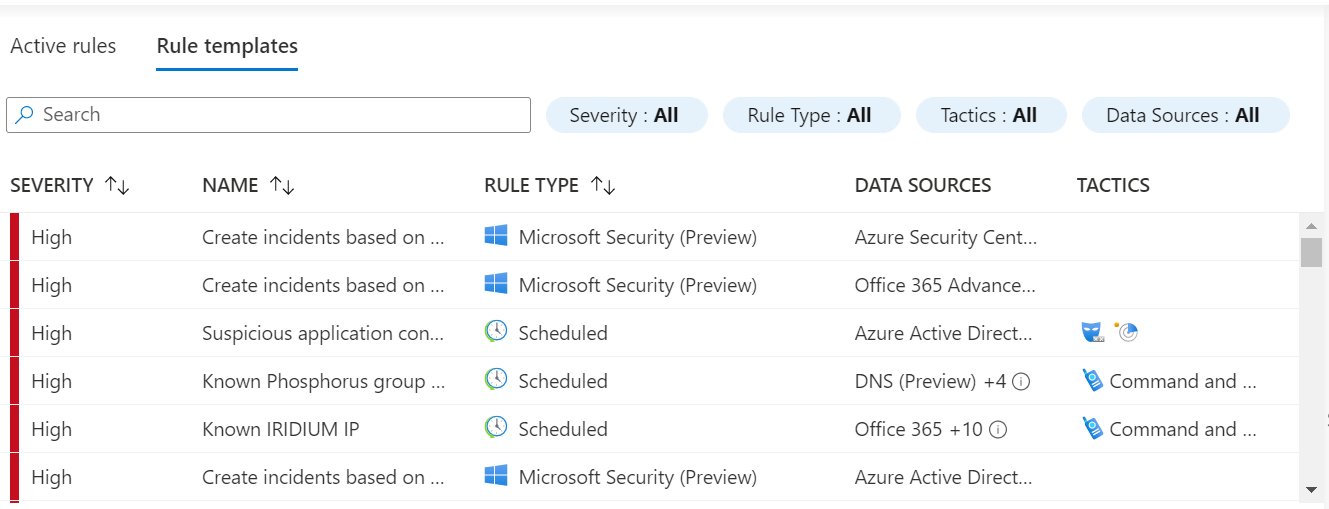 Active rules Rule templates
Search Severity : All Rule Type : All Tactics : All Data Sources : All
SEVERITY NAME RULE TYPE DATA SOURCES TACTICS
High Create incidents based on ... Microsoft Security (Preview) Azure Security Cent...
High Create incidents based on ... Microsoft Security (Preview) Office 365 Advance...
High Suspicious application con... Scheduled Azure Active Direct...
High Known Phosphorus group ... Scheduled DNS (Preview) +4 Command and ...
High Known IRIDIUM IP Scheduled Office 365 +10 Command and ...
High Create incidents based on ... Microsoft Security (Preview) Azure Active Direct...